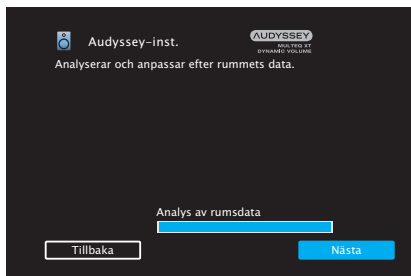 Audyssey-inst.
AUDYSSEY
MULTEQ XT
DYNAMIC VOLUME
Analyserar och anpassar efter rummets data.
Analys av rumsdata
Tillbaka
Nästa